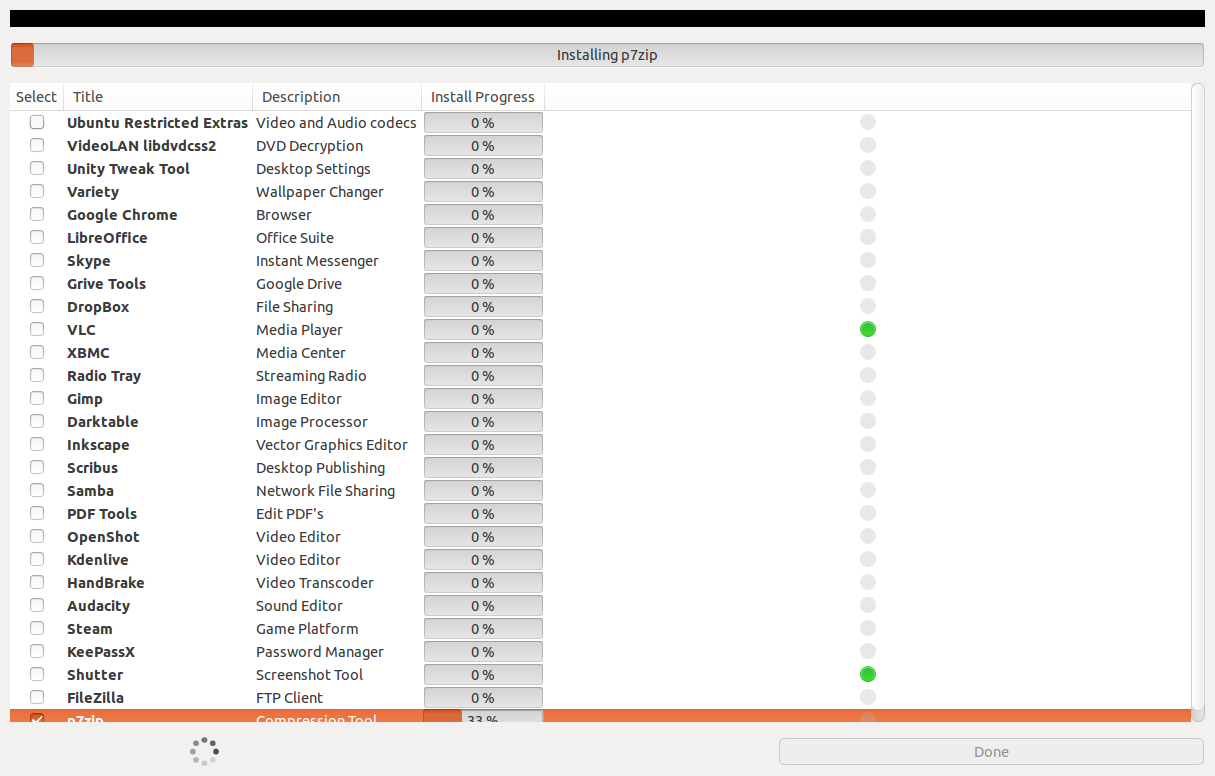 Installing p7zip
Select Title Description Install Progress
Ubuntu Restricted Extras Video and Audio codecs 0 %
VideoLAN libdvdcss2 DVD Decryption 0 %
Unity Tweak Tool Desktop Settings 0 %
Variety Wallpaper Changer 0 %
Google Chrome Browser 0 %
LibreOffice Office Suite 0 %
Skype Instant Messenger 0 %
Grive Tools Google Drive 0 %
DropBox File Sharing 0 %
VLC Media Player 0 %
XBMC Media Center 0 %
Radio Tray Streaming Radio 0 %
Gimp Image Editor 0 %
Darktable Image Processor 0 %
Inkscape Vector Graphics Editor 0 %
Scribus Desktop Publishing 0 %
Samba Network File Sharing 0 %
PDF Tools Edit PDF's 0 %
OpenShot Video Editor 0 %
Kdenlive Video Editor 0 %
HandBrake Video Transcoder 0 %
Audacity Sound Editor 0 %
Steam Game Platform 0 %
KeePassX Password Manager 0 %
Shutter Screenshot Tool 0 %
FileZilla FTP Client 0 %
p7zip Compression Tool 33 %
Done